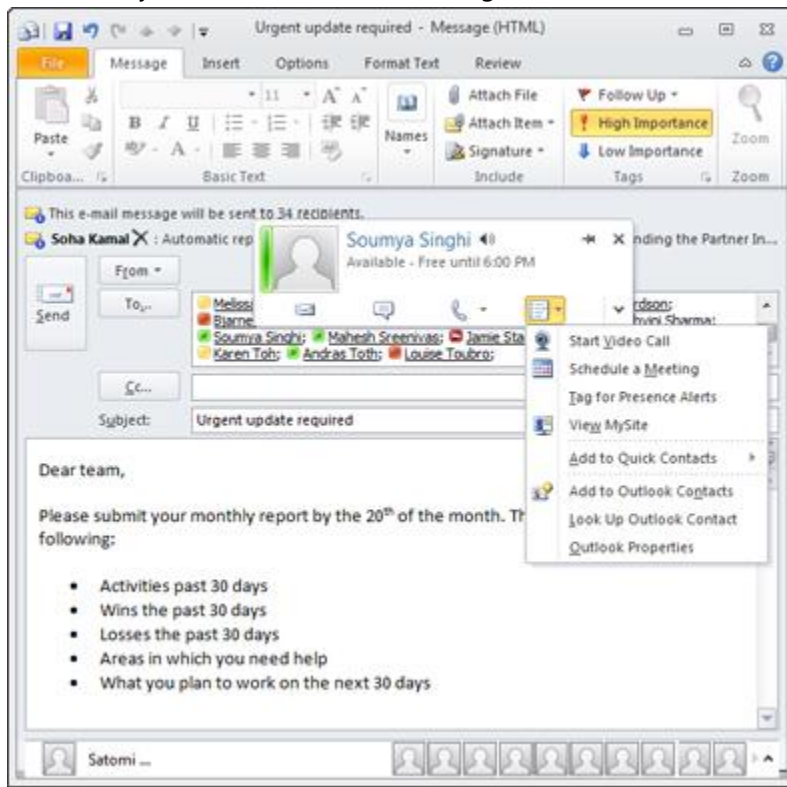 Urgent update required - Message (HTML)
File Message Insert Options Format Text Review
Paste
11
B I U
Names
Attach File
Attach Item
Signature
Follow Up
High Importance
Low Importance
Zoom
Clipboa... Basic Text Include Tags Zoom
This e-mail message will be sent to 34 recipients.
Soha Kamal X : Automatic rep
nding the Partner In...
Soumya Singhi
Available - Free until 6:00 PM
Send
From
To...
Melissa
rdson;
Bjarne
hvini Sharma;
Soumya Singhi; Mahesh Sreenivas; Jamie Sta
Karen Toh; Andras Toth; Louise Toubro;
Cc...
Subject: Urgent update required
Start Video Call
Schedule a Meeting
Tag for Presence Alerts
View MySite
Add to Quick Contacts
Add to Outlook Contacts
Look Up Outlook Contact
Outlook Properties
Dear team,
Please submit your monthly report by the 20th of the month. Th
following:
• Activities past 30 days
• Wins the past 30 days
• Losses the past 30 days
• Areas in which you need help
• What you plan to work on the next 30 days
Satomi ...